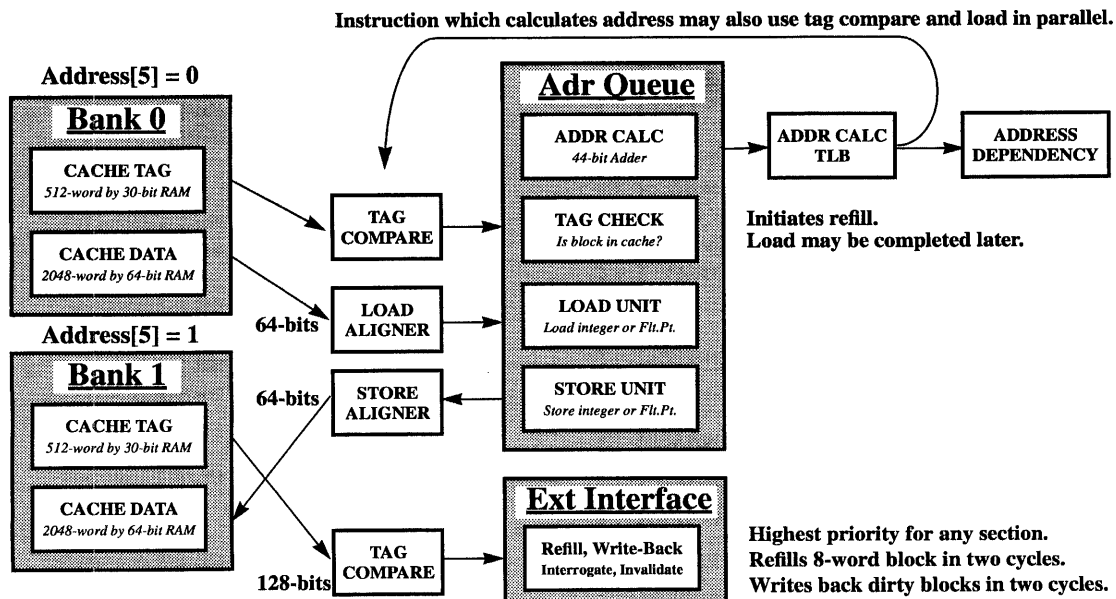 Instruction which calculates address may also use tag compare and load in parallel.
Address[5] = 0
Bank 0
CACHE TAG
512-word by 30-bit RAM
CACHE DATA
2048-word by 64-bit RAM
Address[5] = 1
Bank 1
CACHE TAG
512-word by 30-bit RAM
CACHE DATA
2048-word by 64-bit RAM
TAG
COMPARE
64-bits
LOAD
ALIGNER
64-bits
STORE
ALIGNER
128-bits
TAG
COMPARE
Adr Queue
ADDR CALC
44-bit Adder
TAG CHECK
Is block in cache?
LOAD UNIT
Load integer or Flt.Pt.
STORE UNIT
Store integer or Flt.Pt.
Ext Interface
Refill, Write-Back
Interrogate, Invalidate
ADDR CALC
TLB
ADDRESS
DEPENDENCY
Initiates refill.
Load may be completed later.
Highest priority for any section.
Refills 8-word block in two cycles.
Writes back dirty blocks in two cycles.